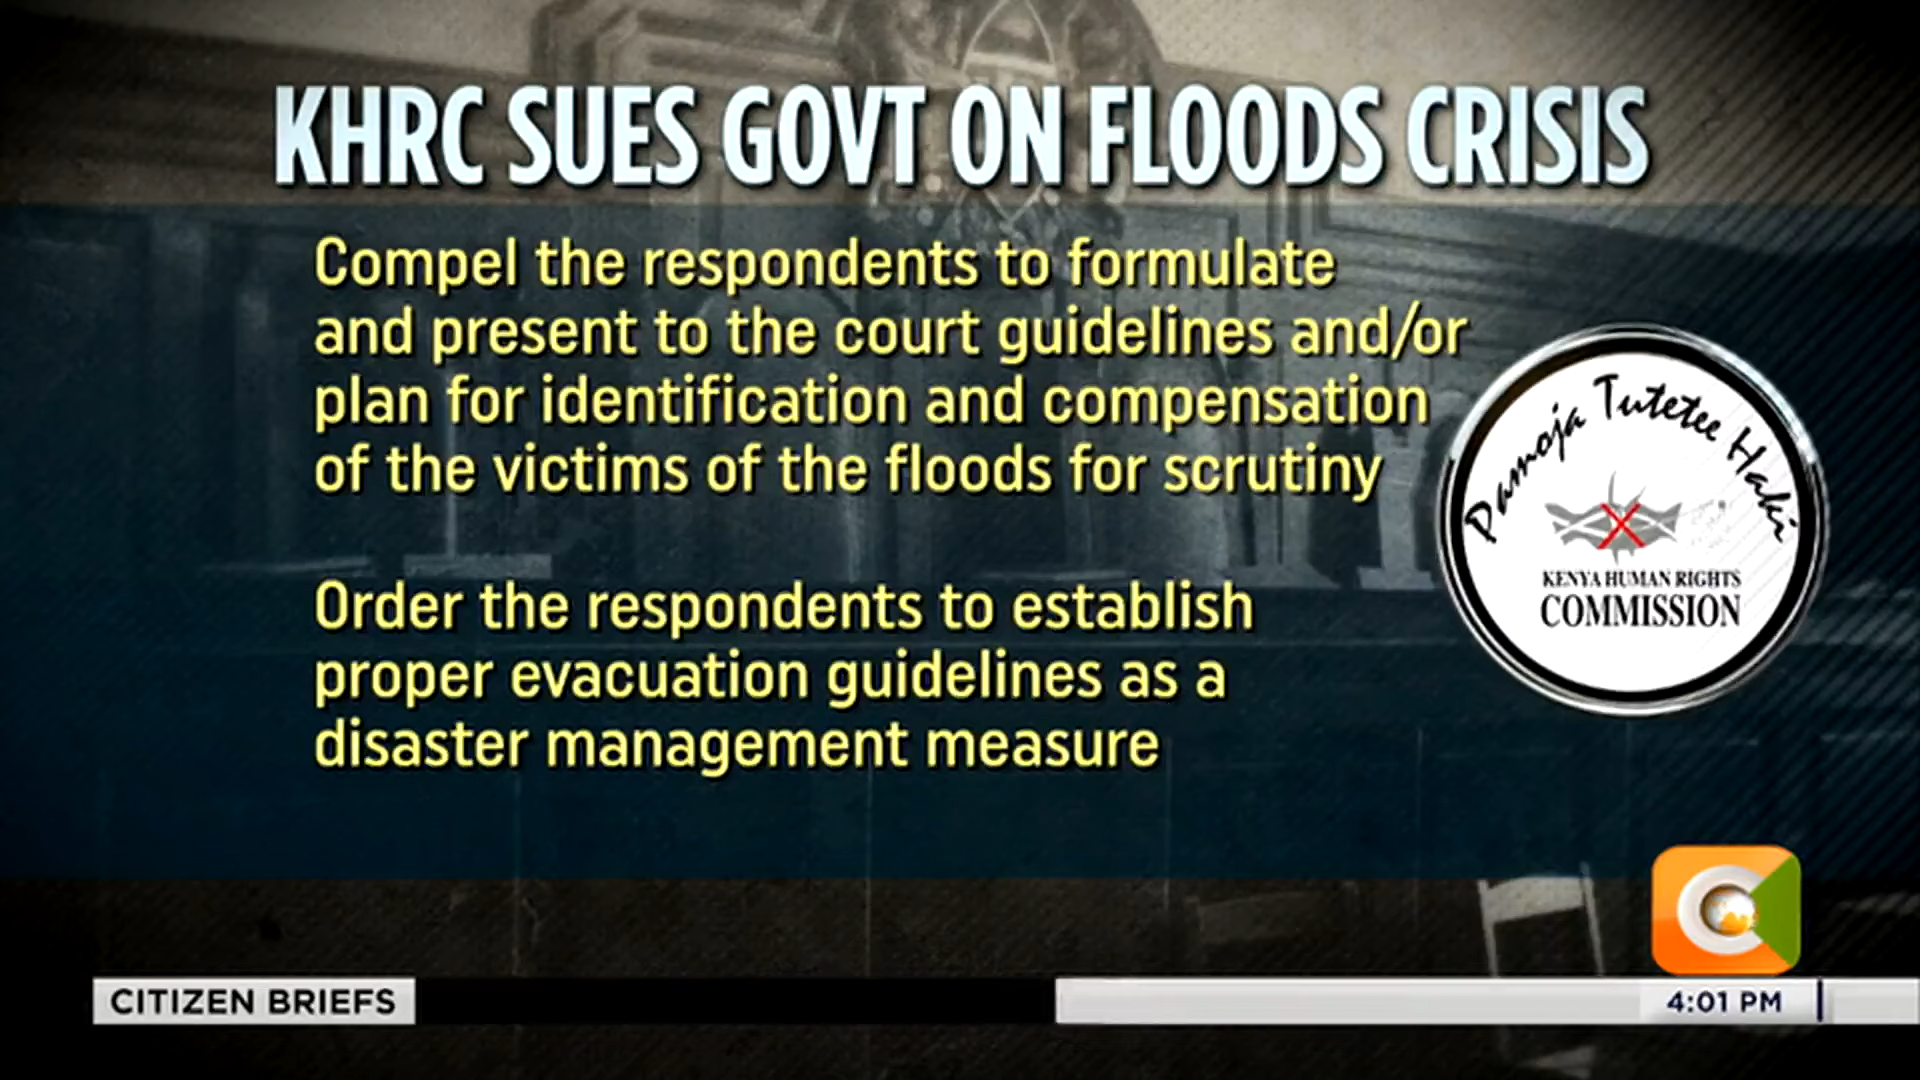 KHRC SUES GOVT ON FLOODS CRISIS
Compel the respondents to formulate
and present to the court guidelines and/or
plan for identification and compensation
of the victims of the floods for scrutiny
Order the respondents to establish
proper evacuation guidelines as a
disaster management measure
Pamoja Tutetee Haki
KENYA HUMAN RIGHTS
COMMISSION
CITIZEN BRIEFS
4:01 PM